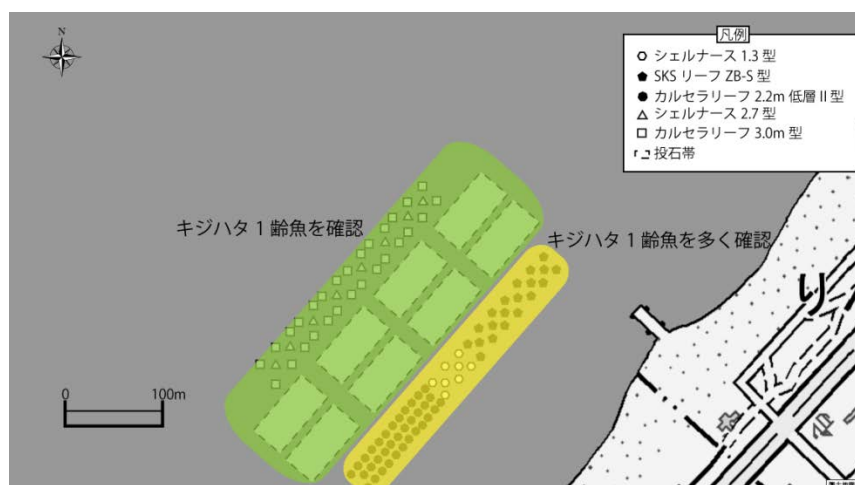 凡例
シェルナース 1.3 型
SKS リーフ ZB-S 型
カルセラリーフ 2.2m 低層 II 型
シェルナース 2.7 型
カルセラリーフ 3.0m 型
投石帯
キジハタ 1 齢魚を確認
キジハタ 1 齢魚を多く確認
り
0
100m